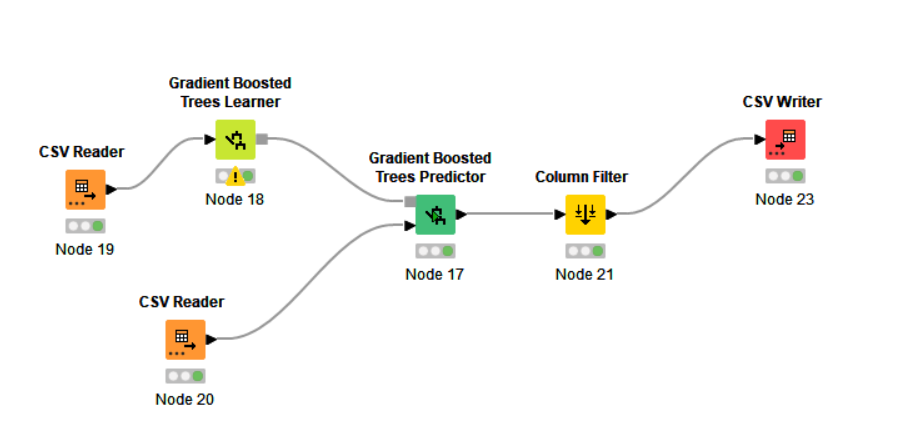 Gradient Boosted
Trees Learner
Node 18
CSV Reader
Node 19
Gradient Boosted
Trees Predictor
Node 17
Column Filter
Node 21
CSV Writer
Node 23
CSV Reader
Node 20